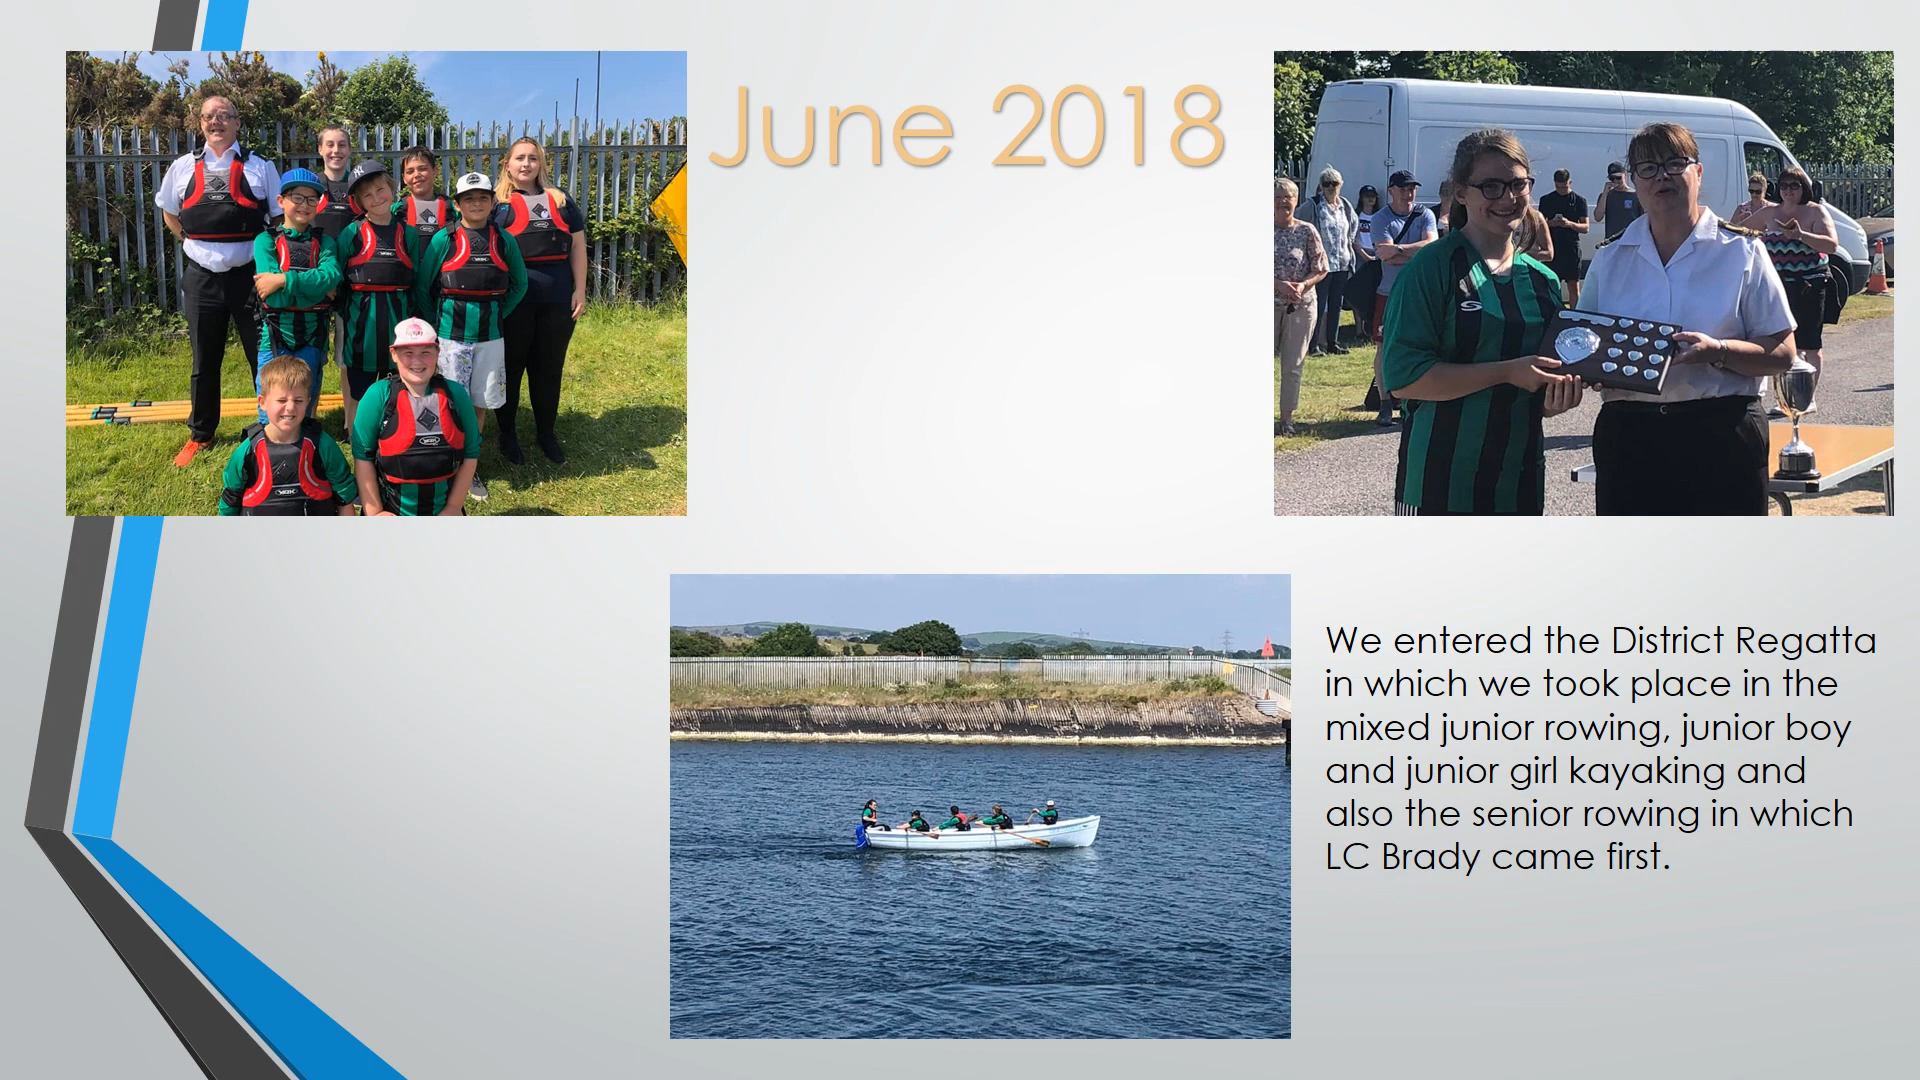 June 2018
We entered the District Regatta
in which we took place in the
mixed junior rowing, junior boy
and junior girl kayaking and
also the senior rowing in which
LC Brady came first.